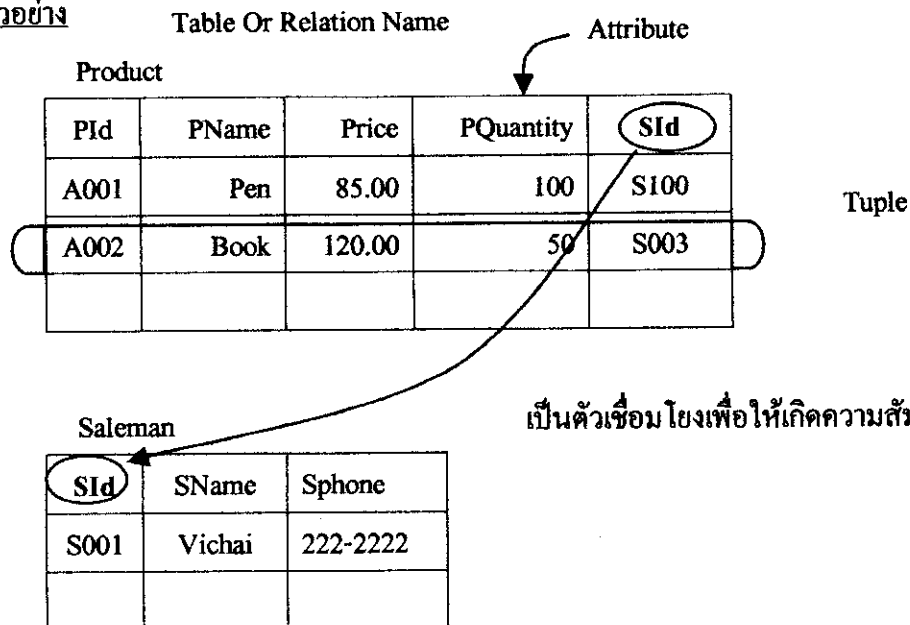 วอย่าง
Table Or Relation Name
Attribute
Product
PId PName Price PQuantity SId
A001 Pen 85.00 100 S100
Tuple
A002 Book 120.00 50 S003
เป็นตัวเชื่อมโยงเพื่อให้เกิดความสัม
Saleman
SId SName Sphone
S001 Vichai 222-2222